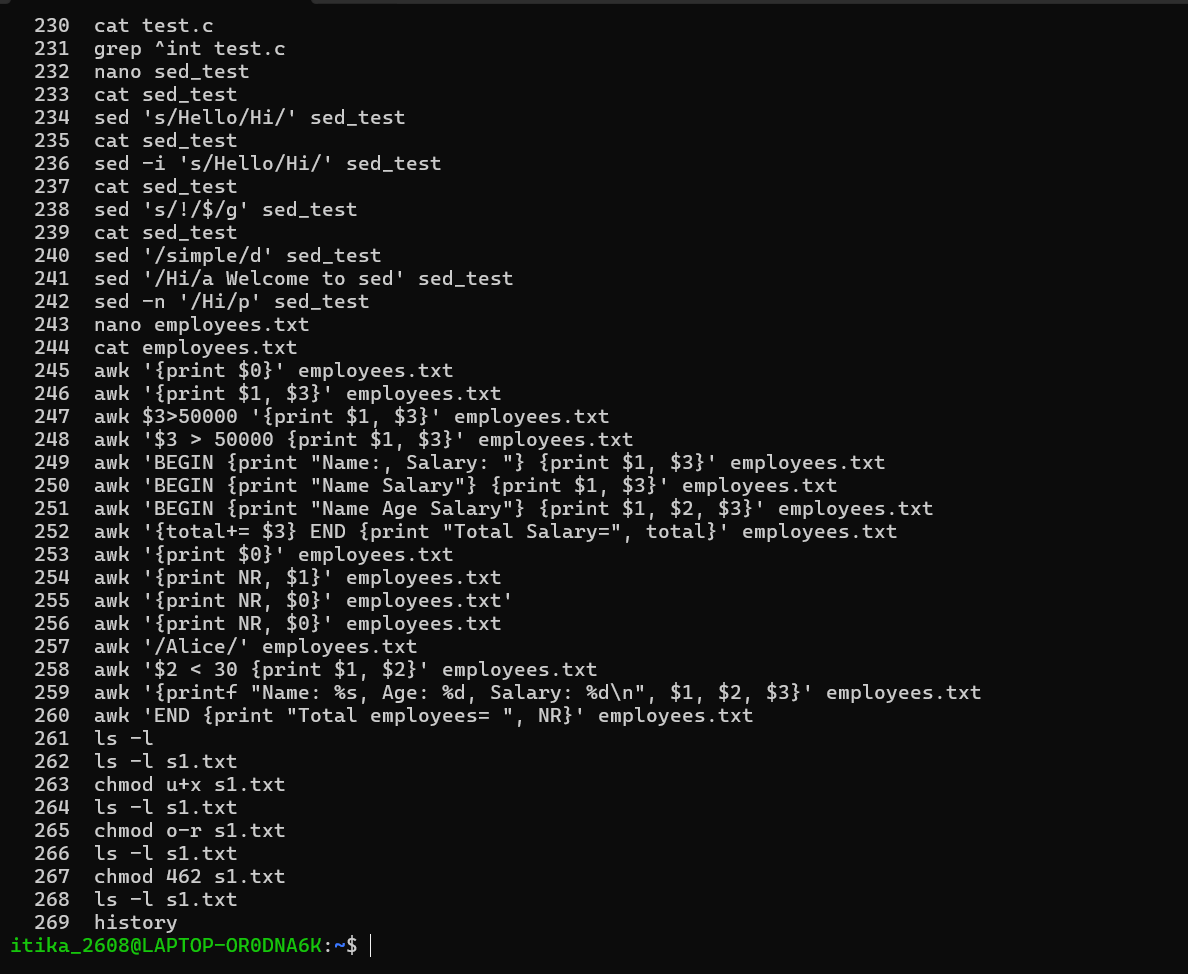 230  cat test.c
231  grep ^int test.c
232  nano sed_test
233  cat sed_test
234  sed 's/Hello/Hi/' sed_test
235  cat sed_test
236  sed -i 's/Hello/Hi/' sed_test
237  cat sed_test
238  sed 's/!/$/g' sed_test
239  cat sed_test
240  sed '/simple/d' sed_test
241  sed '/Hi/a Welcome to sed' sed_test
242  sed -n '/Hi/p' sed_test
243  nano employees.txt
244  cat employees.txt
245  awk '{print $0}' employees.txt
246  awk '{print $1, $3}' employees.txt
247  awk $3>50000 '{print $1, $3}' employees.txt
248  awk '$3 > 50000 {print $1, $3}' employees.txt
249  awk 'BEGIN {print "Name:, Salary: "} {print $1, $3}' employees.txt
250  awk 'BEGIN {print "Name Salary"} {print $1, $3}' employees.txt
251  awk 'BEGIN {print "Name Age Salary"} {print $1, $2, $3}' employees.txt
252  awk '{total+= $3} END {print "Total Salary=", total}' employees.txt
253  awk '{print $0}' employees.txt
254  awk '{print NR, $1}' employees.txt
255  awk '{print NR, $0}' employees.txt'
256  awk '{print NR, $0}' employees.txt
257  awk '/Alice/' employees.txt
258  awk '$2 < 30 {print $1, $2}' employees.txt
259  awk '{printf "Name: %s, Age: %d, Salary: %d\n", $1, $2, $3}' employees.txt
260  awk 'END {print "Total employees= ", NR}' employees.txt
261  ls -l
262  ls -l s1.txt
263  chmod u+x s1.txt
264  ls -l s1.txt
265  chmod o-r s1.txt
266  ls -l s1.txt
267  chmod 462 s1.txt
268  ls -l s1.txt
269  history
itika_2608@LAPTOP-OR0DNA6K:~$